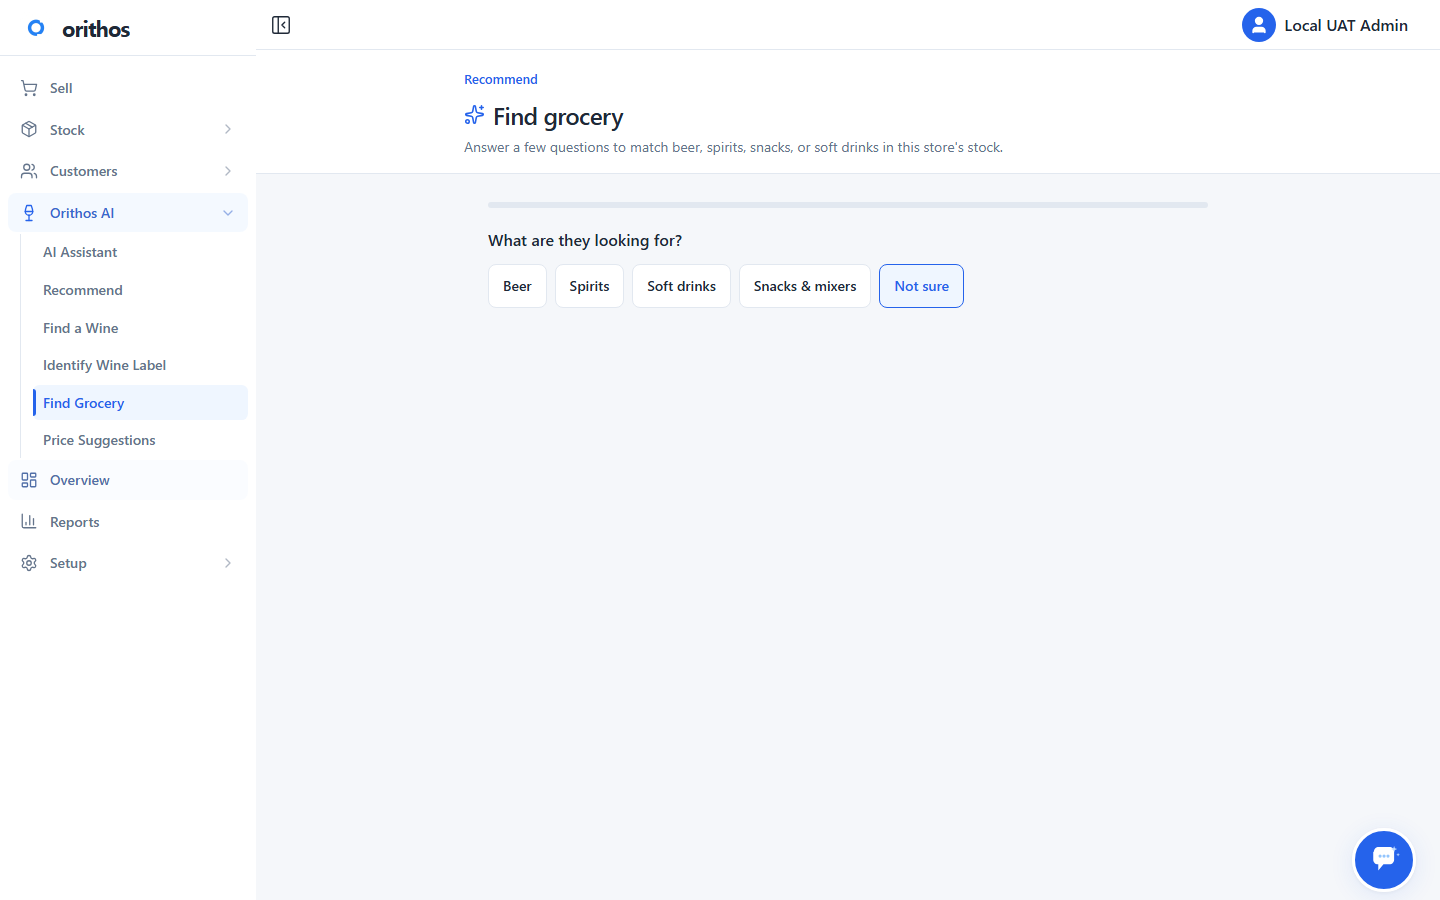 orithos
Local UAT Admin
Sell
Stock
Customers
Orithos AI
AI Assistant
Recommend
Find a Wine
Identify Wine Label
Find Grocery
Price Suggestions
Overview
Reports
Setup
Recommend
Find grocery
Answer a few questions to match beer, spirits, snacks, or soft drinks in this store's stock.
What are they looking for?
Beer Spirits Soft drinks Snacks & mixers Not sure